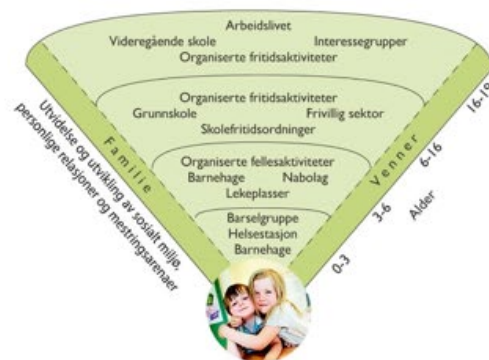 Arbeidslivet
Videregående skole
Interessegrupper
Organiserte fritidsaktiviteter
16-19
Organiserte fritidsaktiviteter
Grunnskole
Frivillig sektor
Skolefritidsordninger
6-16
Organiserte fellesaktiviteter
Barnehage
Nabolag
Lekeplasser
3-6
Barselgruppe
Helsestasjon
Barnehage
0-3
Familie
Venner
Alder
Utvidelse og utvikling av sosialt miljø,
personlige relasjoner og mestringsarenaer